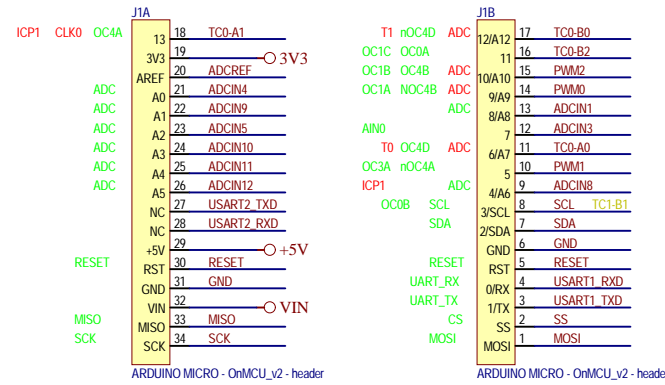 J1A
ICP1 CLK0 OC4A 13 18 TC0-A1
3V3 19 3V3
AREF 20 ADCREF
ADC A0 21 ADCIN4
ADC A1 22 ADCIN9
ADC A2 23 ADCIN5
ADC A3 24 ADCIN10
ADC A4 25 ADCIN11
ADC A5 26 ADCIN12
NC 27 USART2_TXD
NC 28 USART2_RXD
+5V 29 +5V
RESET RST 30 RESET
GND 31 GND
VIN 32 VIN
MISO MISO 33 MISO
SCK SCK 34 SCK
ARDUINO MICRO - OnMCU_v2 - header
J1B
T1 nOC4D ADC 12/A12 17 TC0-B0
OC1C OC0A 11 16 TC0-B2
OC1B OC4B ADC 10/A10 15 PWM2
OC1A NOC4B ADC 9/A9 14 PWM0
ADC 8/A8 13 ADCIN1
AIN0 7 12 ADCIN3
T0 OC4D ADC 6/A7 11 TC0-A0
OC3A nOC4A 5 10 PWM1
ICP1 ADC 4/A6 9 ADCIN8
OC0B SCL 3/SCL 8 SCL TC1-B1
SDA 2/SDA 7 SDA
GND 6 GND
RESET RST 5 RESET
UART_RX 0/RX 4 USART1_RXD
UART_TX 1/TX 3 USART1_TXD
CS SS 2 SS
MOSI MOSI 1 MOSI
ARDUINO MICRO - OnMCU_v2 - heade